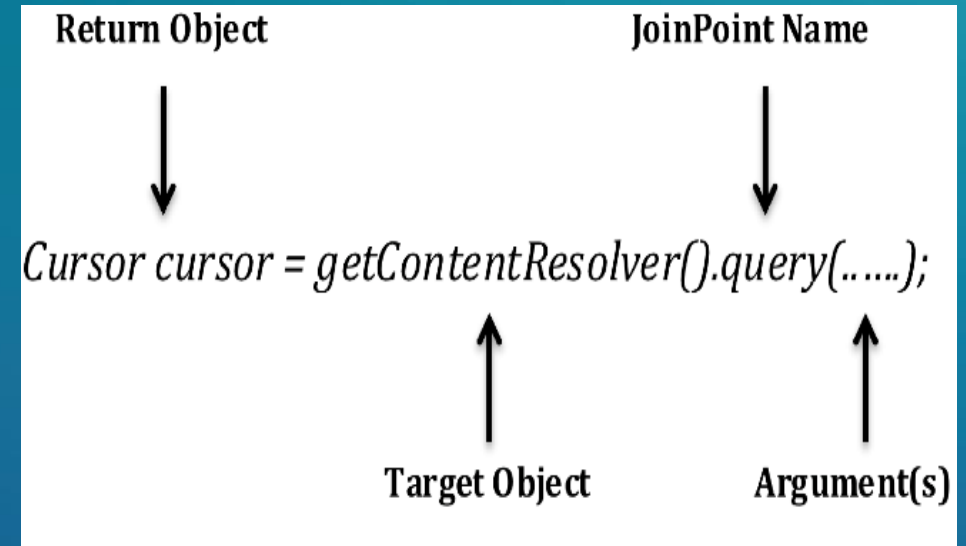 Return Object
JoinPoint Name
Cursor cursor = getContentResolver().query(.......);
Target Object
Argument(s)